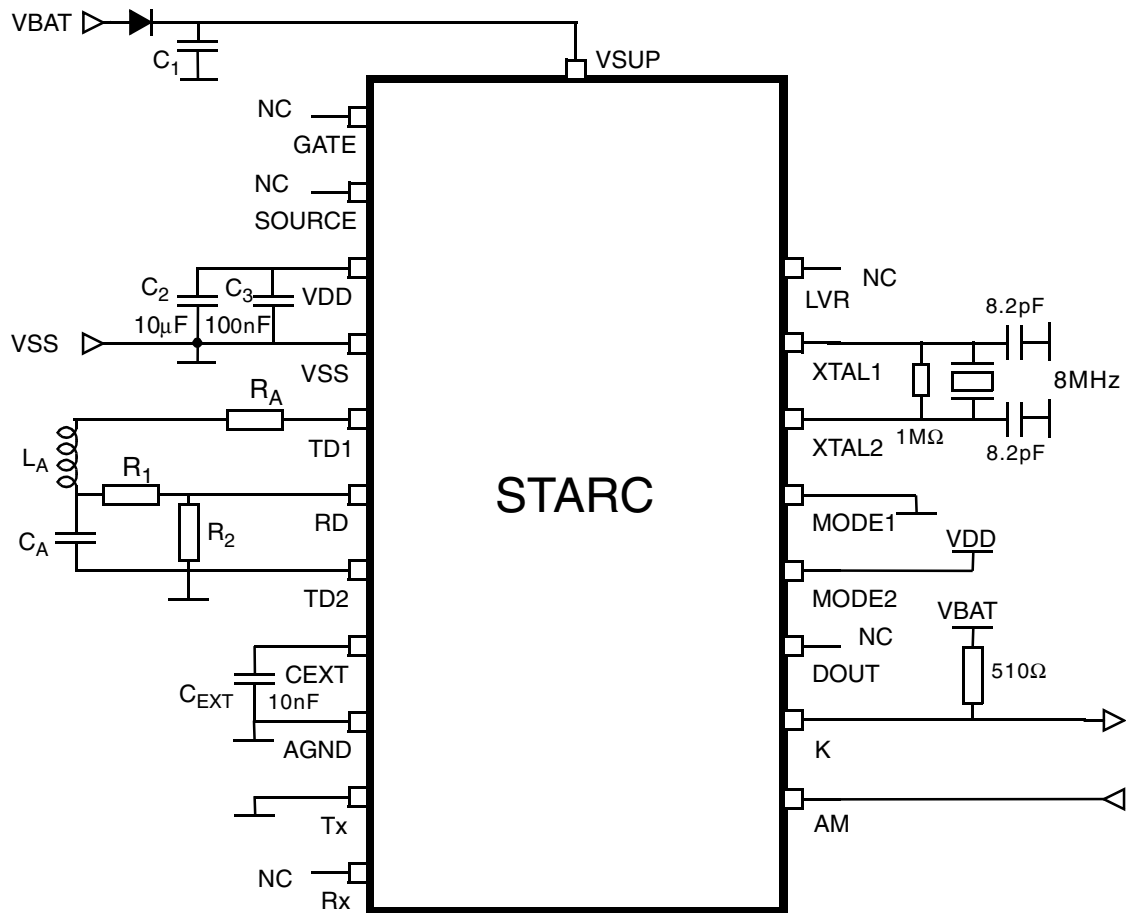 VBAT
C1
VSUP
NC
GATE
NC
SOURCE
C2
10µF
C3
100nF
VDD
VSS
VSS
RA
TD1
LA
R1
R2
RD
CA
TD2
CEXT
10nF
CEXT
AGND
Tx
NC
Rx
STARC
NC
LVR
8.2pF
XTAL1
8MHz
1MΩ
XTAL2
8.2pF
MODE1
VDD
MODE2
VBAT
NC
DOUT
510Ω
K
AM